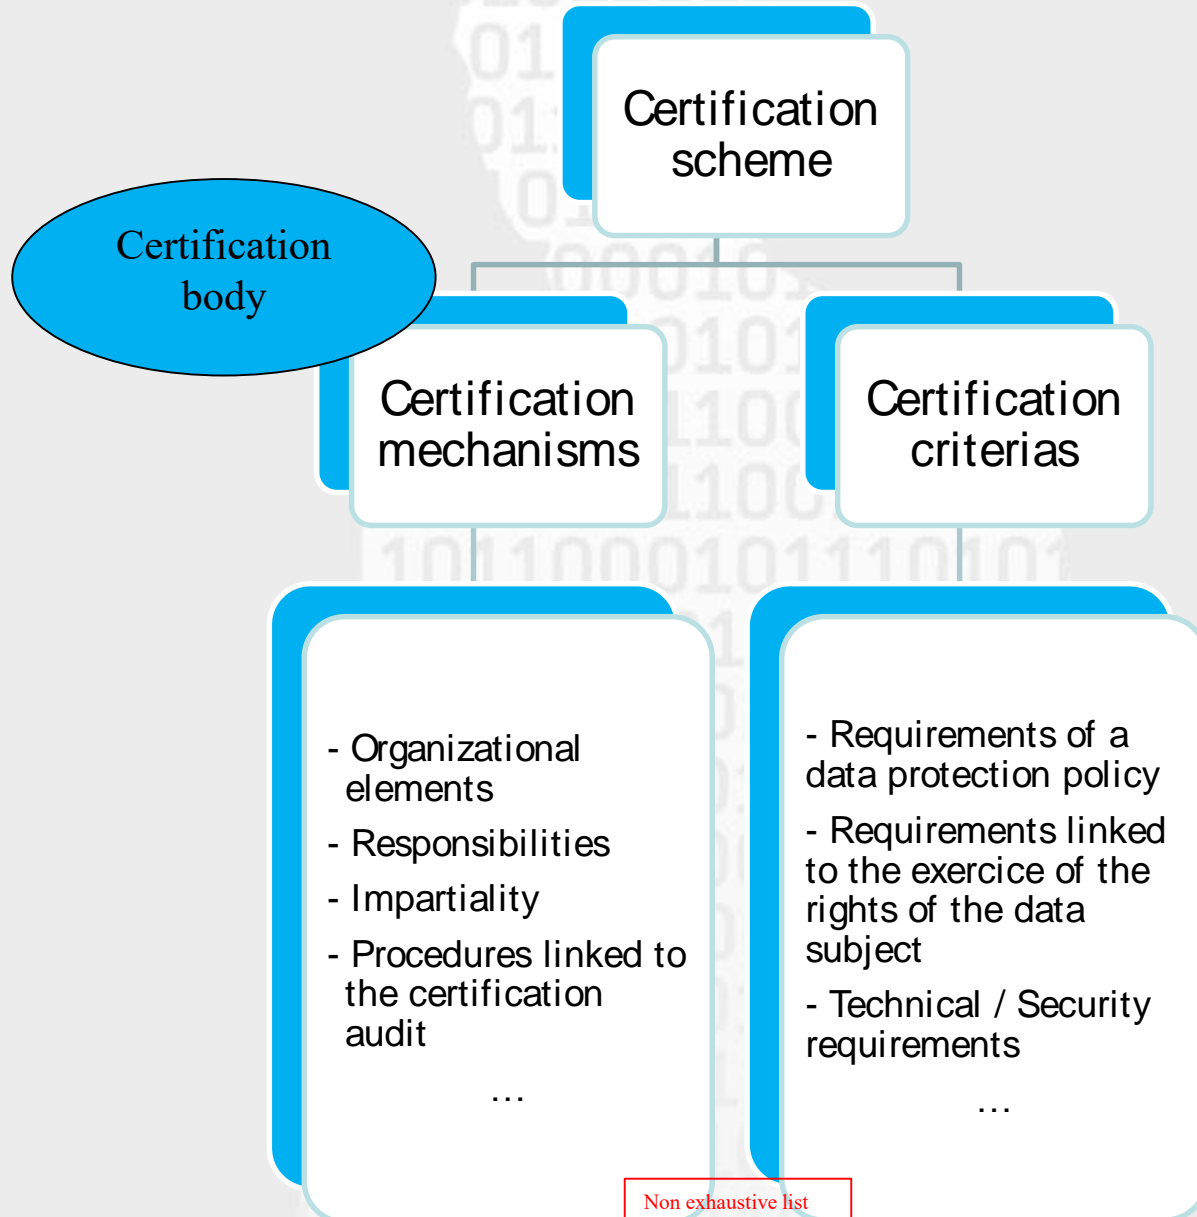 Certification
scheme
Certification
body
Certification
mechanisms
Certification
criterias
- Organizational
elements
- Responsibilities
- Impartiality
- Procedures linked to
the certification
audit
...
- Requirements of a
data protection policy
- Requirements linked
to the exercice of the
rights of the data
subject
- Technical / Security
requirements
...
Non exhaustive list